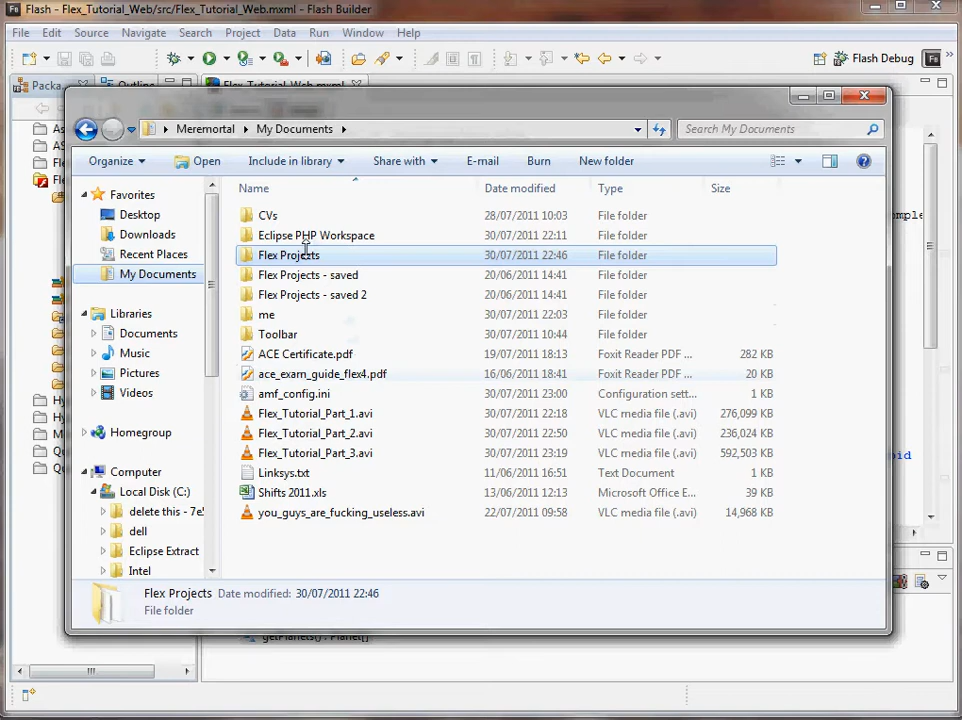 Flash - Flex_Tutorial_Web/src/Flex_Tutorial_Web.mxml - Flash Builder
File Edit Source Navigate Search Project Data Run Window Help
Flash Debug
Packa Outline Flex_Tutorial_Web.mxml
Meremortal My Documents Search My Documents
Organize Open Include in library Share with E-mail Burn New folder
Favorites
Desktop
Downloads
Recent Places
My Documents
Libraries
Documents
Music
Pictures
Videos
Homegroup
Computer
Local Disk (C:)
delete this - 7e5
dell
Eclipse Extract
Intel
Name Date modified Type Size
CVs 28/07/2011 10:03 File folder
Eclipse PHP Workspace 30/07/2011 22:11 File folder
Flex Projects 30/07/2011 22:46 File folder
Flex Projects - saved 20/06/2011 14:41 File folder
Flex Projects - saved 2 20/06/2011 14:41 File folder
me 30/07/2011 22:03 File folder
Toolbar 30/07/2011 10:44 File folder
ACE Certificate.pdf 19/07/2011 18:13 Foxit Reader PDF ... 282 KB
ace_exam_guide_flex4.pdf 16/06/2011 18:41 Foxit Reader PDF ... 20 KB
amf_config.ini 30/07/2011 23:00 Configuration sett... 1 KB
Flex_Tutorial_Part_1.avi 30/07/2011 22:18 VLC media file (.avi) 276,099 KB
Flex_Tutorial_Part_2.avi 30/07/2011 22:50 VLC media file (.avi) 236,024 KB
Flex_Tutorial_Part_3.avi 30/07/2011 23:19 VLC media file (.avi) 592,503 KB
Linksys.txt 11/06/2011 16:51 Text Document 1 KB
Shifts 2011.xls 13/06/2011 12:13 Microsoft Office E... 39 KB
you_guys_are_fucking_useless.avi 22/07/2011 09:58 VLC media file (.avi) 14,968 KB
Flex Projects Date modified: 30/07/2011 22:46
File folder
getPlanets() : Planet[]